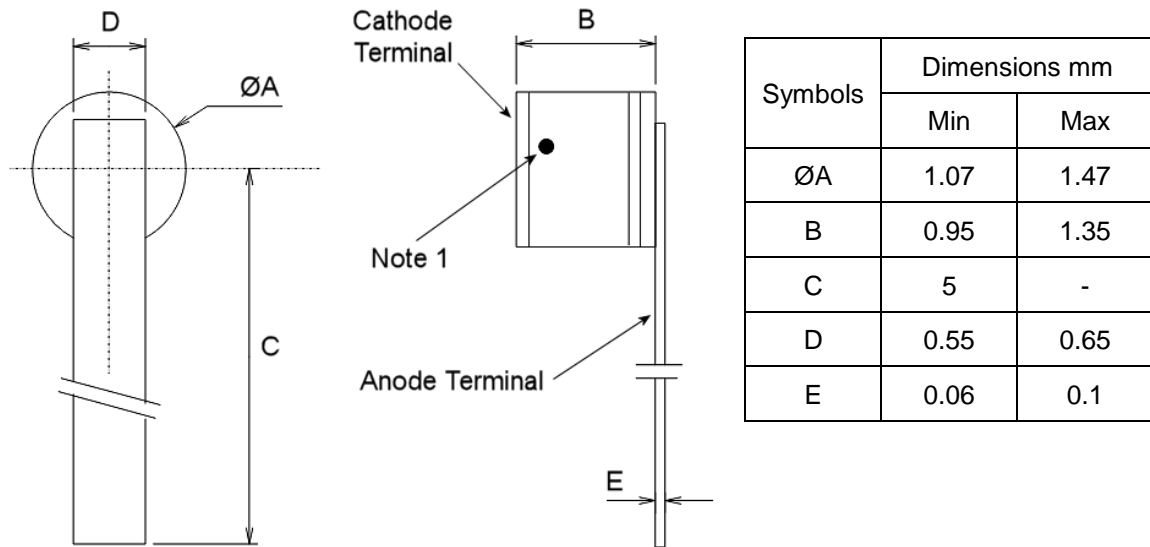 D
ØA
C
Cathode
Terminal
B
Note 1
Anode Terminal
E
Symbols
Dimensions mm
Min Max
ØA 1.07 1.47
B 0.95 1.35
C 5 -
D 0.55 0.65
E 0.06 0.1